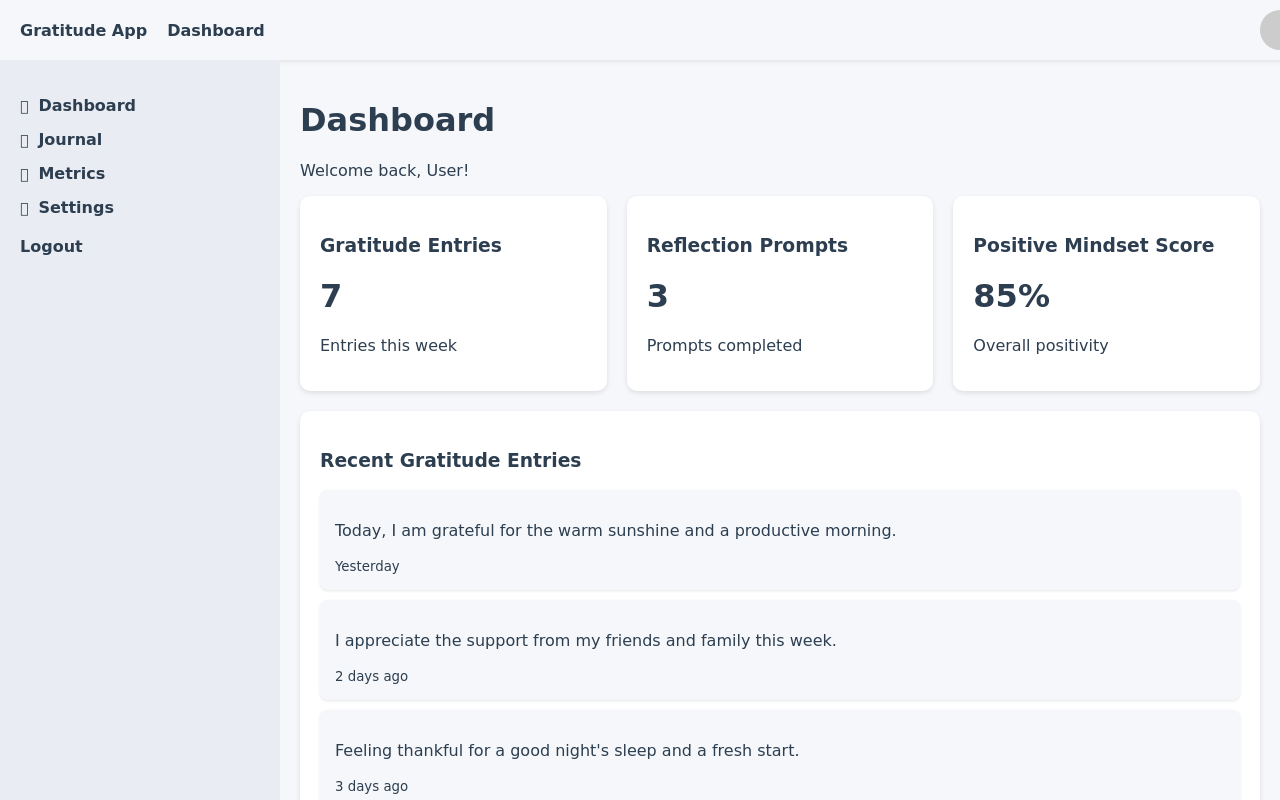 Gratitude App Dashboard
Dashboard
Journal
Metrics
Settings
Logout
Dashboard
Welcome back, User!
Gratitude Entries
7
Entries this week
Reflection Prompts
3
Prompts completed
Positive Mindset Score
85%
Overall positivity
Recent Gratitude Entries
Today, I am grateful for the warm sunshine and a productive morning.
Yesterday
I appreciate the support from my friends and family this week.
2 days ago
Feeling thankful for a good night's sleep and a fresh start.
3 days ago